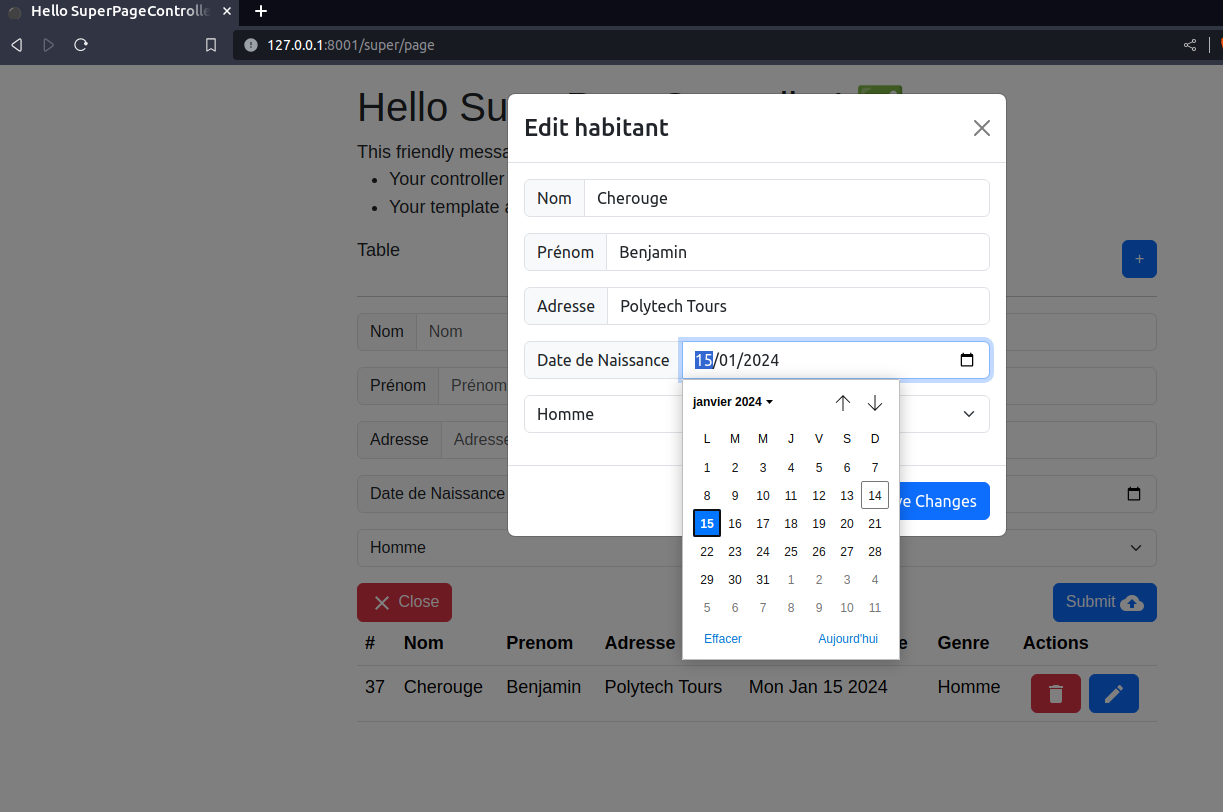 Hello SuperPageControlle
127.0.0.1:8001/super/page
Hello Su
This friendly messa
Your controller
Your template a
Table
+
Nom Nom
Prénom Prénom
Adresse Adresse
Date de Naissance
Homme
Close
Submit
Edit habitant
Nom Cherouge
Prénom Benjamin
Adresse Polytech Tours
Date de Naissance 15/01/2024
Homme
ve Changes
janvier 2024
L M M J V S D
1 2 3 4 5 6 7
8 9 10 11 12 13 14
15 16 17 18 19 20 21
22 23 24 25 26 27 28
29 30 31 1 2 3 4
5 6 7 8 9 10 11
Effacer Aujourd'hui
# Nom Prenom Adresse e Genre Actions
37 Cherouge Benjamin Polytech Tours Mon Jan 15 2024 Homme